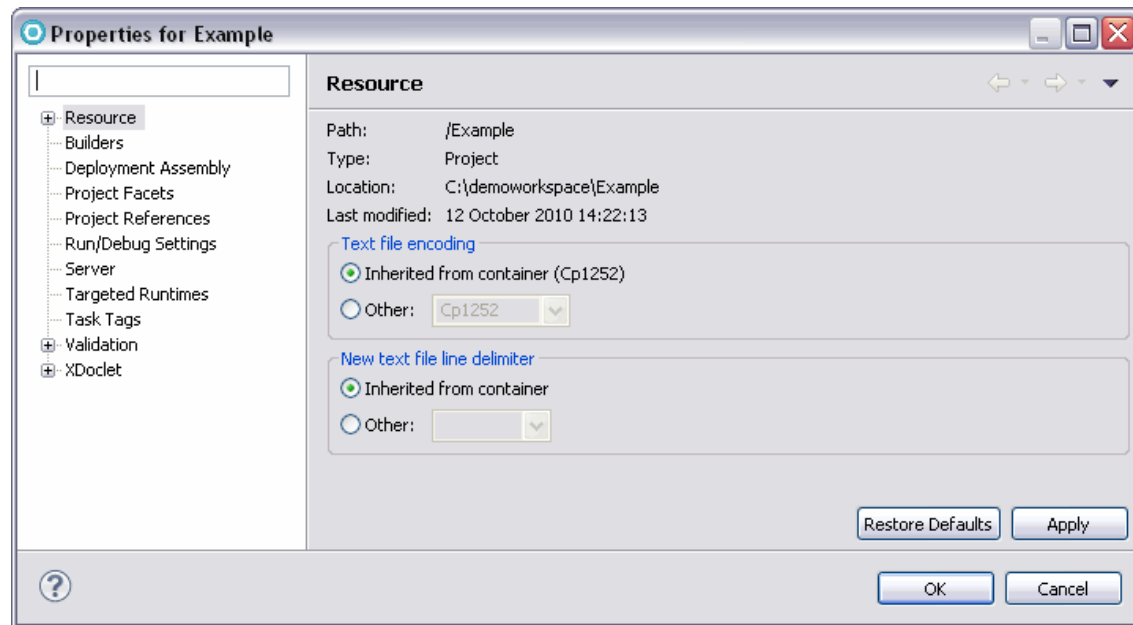 Properties for Example
Resource
Builders
Deployment Assembly
Project Facets
Project References
Run/Debug Settings
Server
Targeted Runtimes
Task Tags
Validation
XDoclet
Resource
Path: /Example
Type: Project
Location: C:\demoworkspace\Example
Last modified: 12 October 2010 14:22:13
Text file encoding
Inherited from container (Cp1252)
Other: Cp1252
New text file line delimiter
Inherited from container
Other:
Restore Defaults Apply
? OK Cancel